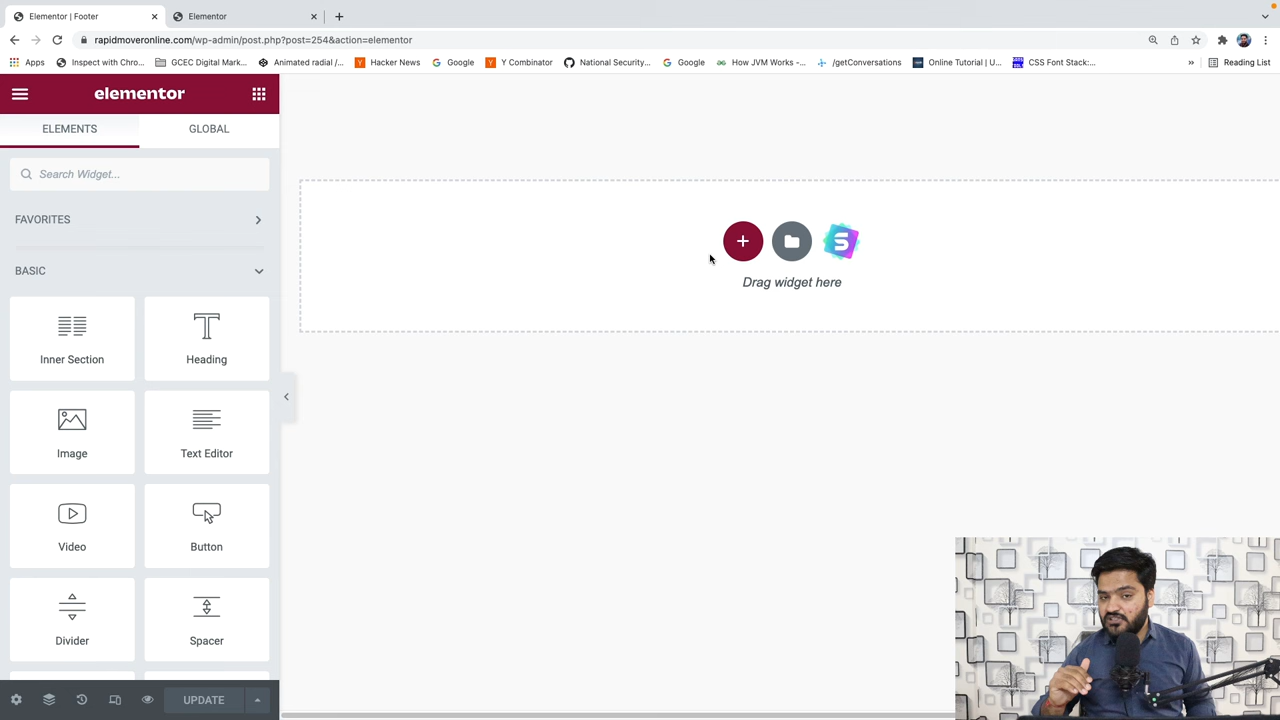 Elementor | Footer
Elementor
rapidmoveronline.com/wp-admin/post.php?post=254&action=elementor
Apps
Inspect with Chro...
GCEC Digital Mark...
Animated radial /...
Hacker News
Google
Y Combinator
National Security...
Google
How JVM Works -...
/getConversations
Online Tutorial | U...
CSS Font Stack:...
»
Reading List
elementor
ELEMENTS
GLOBAL
Search Widget...
FAVORITES
BASIC
Inner Section
Heading
Image
Text Editor
Video
Button
Divider
Spacer
UPDATE
Drag widget here